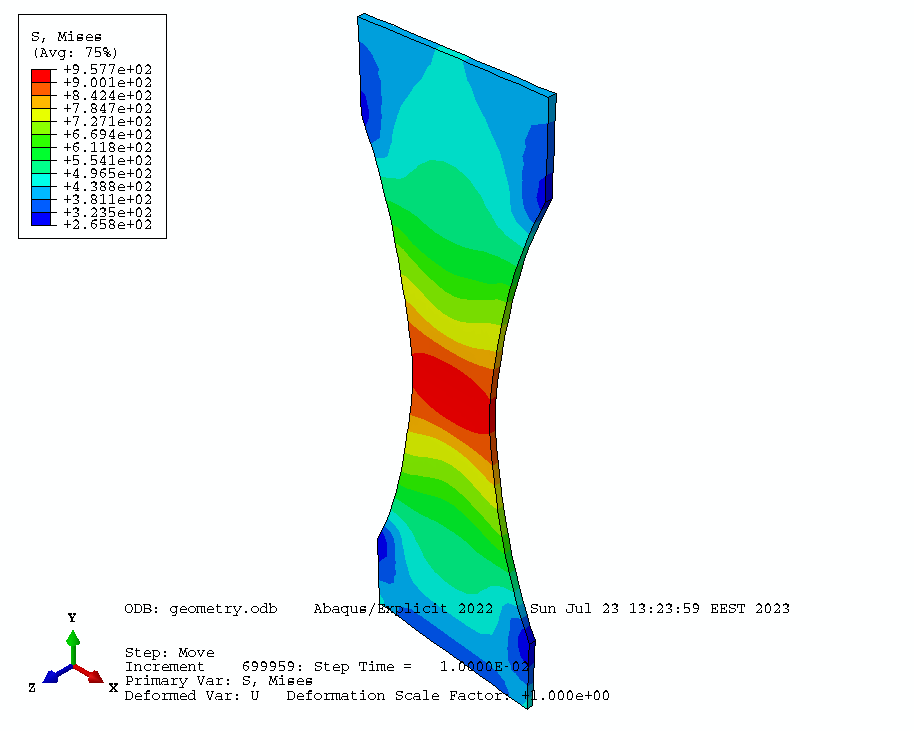 S, Mises
(Avg: 75%)
+9.577e+02
+9.001e+02
+8.424e+02
+7.847e+02
+7.271e+02
+6.694e+02
+6.118e+02
+5.541e+02
+4.965e+02
+4.388e+02
+3.811e+02
+3.235e+02
+2.658e+02
ODB: geometry.odb Abaqus/Explicit 2022 Sun Jul 23 13:23:59 EEST 2023
Y
Z
X
Step: Move
Increment 699959: Step Time = 1.0000E-02
Primary Var: S, Mises
Deformed Var: U Deformation Scale Factor: +1.000e+00